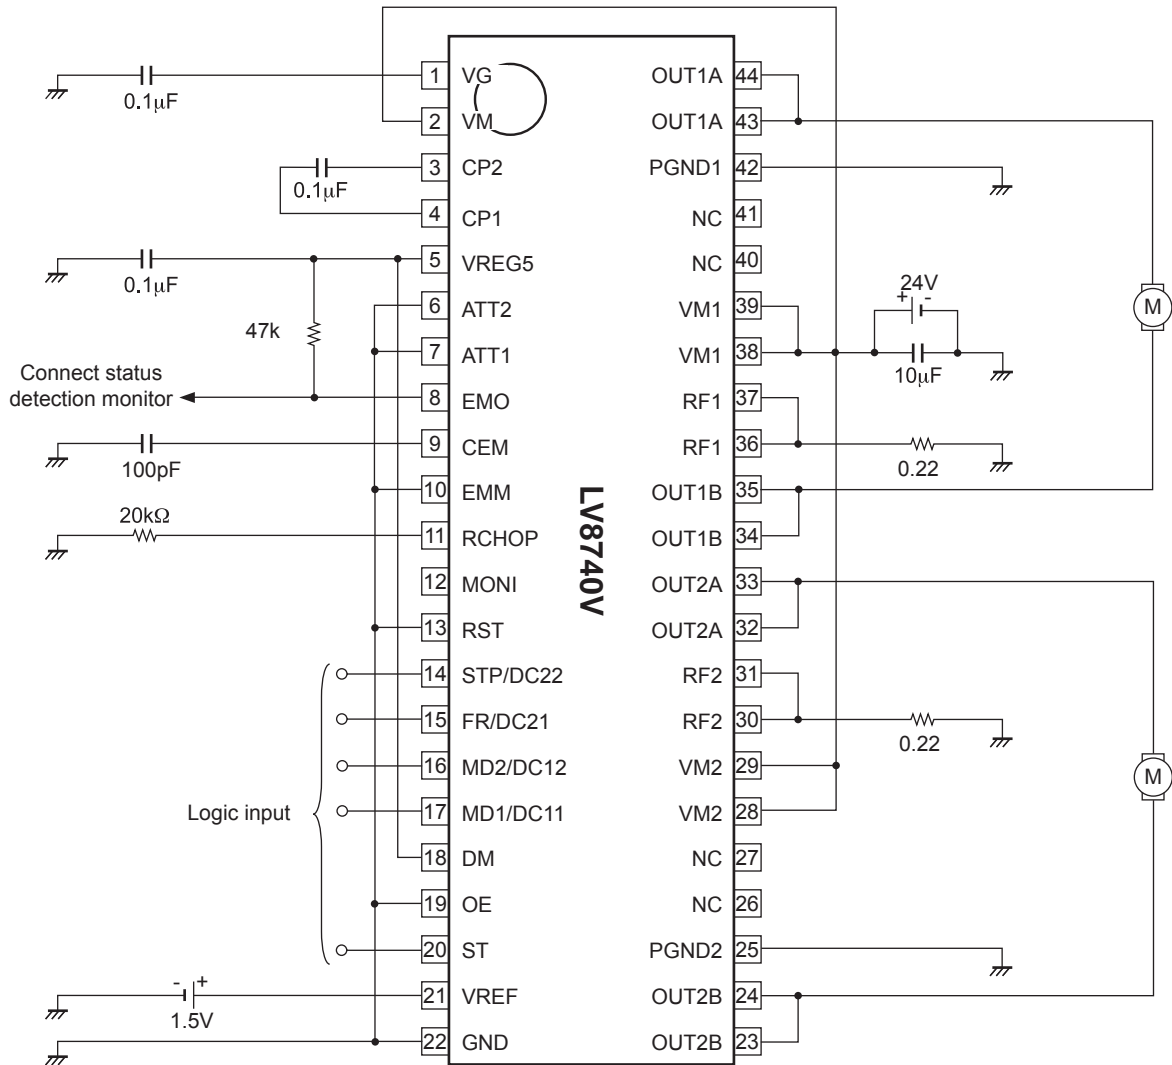 1 VG OUT1A 44
0.1μF
2 VM OUT1A 43
3 CP2 PGND1 42
0.1μF
4 CP1 NC 41
5 VREG5 NC 40
0.1μF
24V
+ -
6 ATT2 VM1 39
47k
7 ATT1 VM1 38
10μF
M
Connect status
detection monitor
8 EMO RF1 37
9 CEM RF1 36
100pF
0.22
10 EMM OUT1B 35
20kΩ
11 RCHOP OUT1B 34
LV8740V
12 MONI OUT2A 33
13 RST OUT2A 32
14 STP/DC22 RF2 31
15 FR/DC21 RF2 30
0.22
16 MD2/DC12 VM2 29
M
Logic input
17 MD1/DC11 VM2 28
18 DM NC 27
19 OE NC 26
20 ST PGND2 25
- +
21 VREF OUT2B 24
1.5V
22 GND OUT2B 23